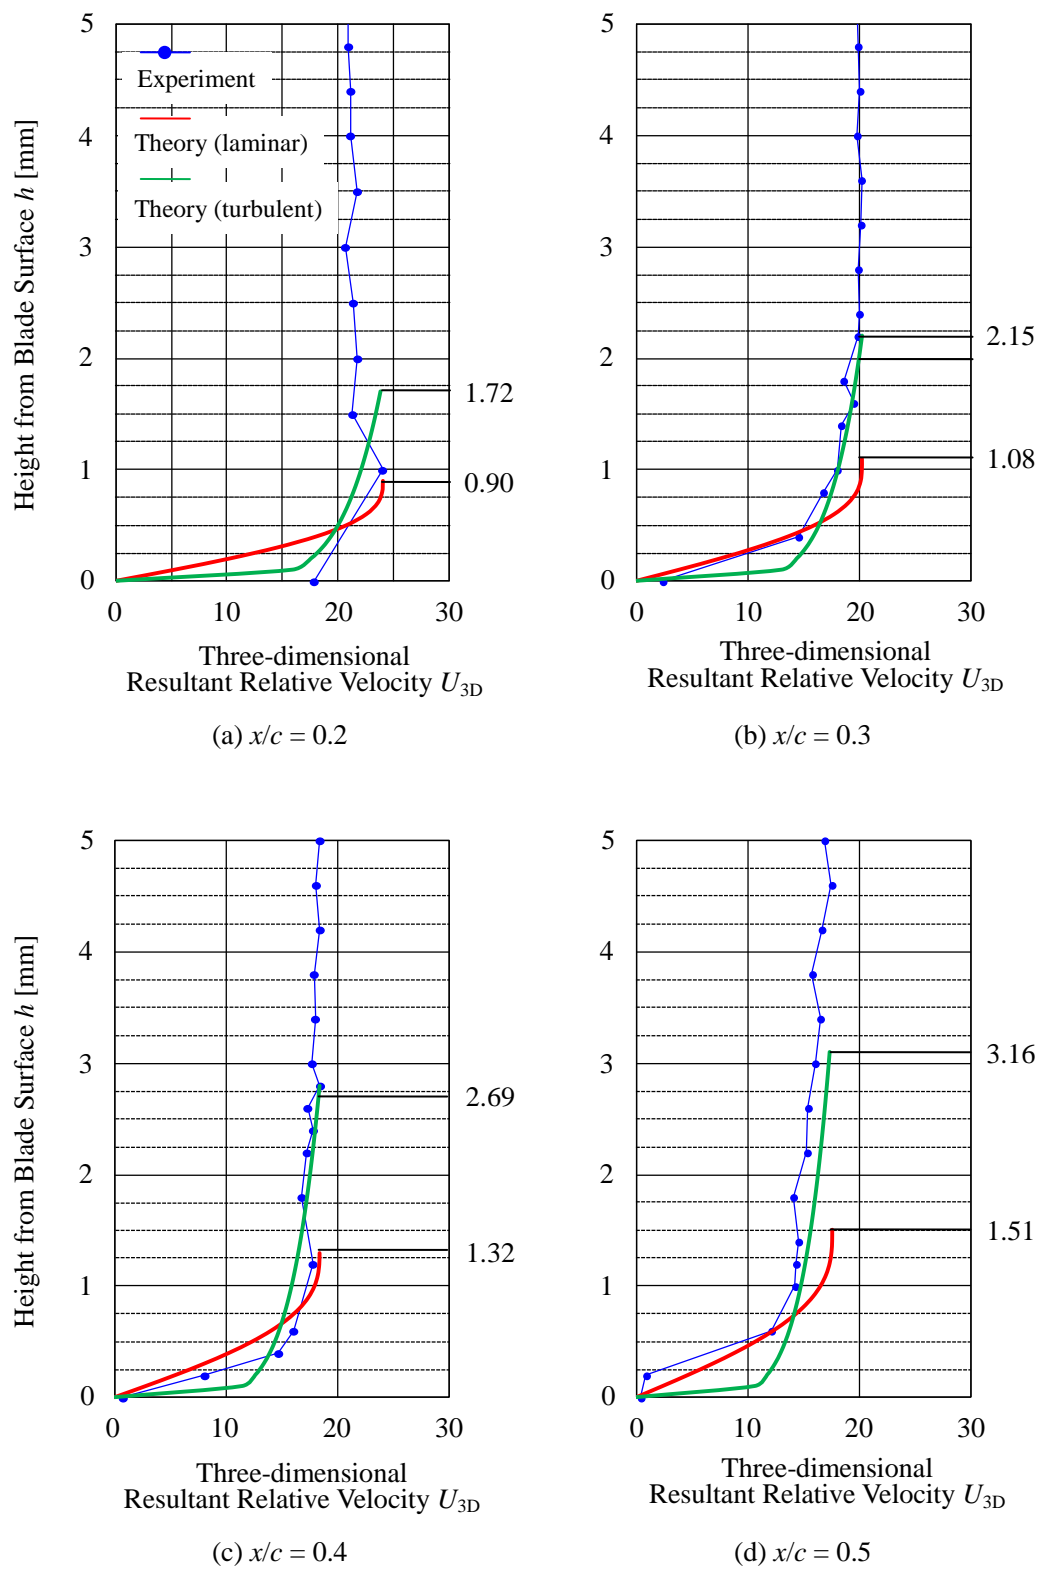 Height from Blade Surface h [mm]
5
4
3
2
1
0
Experiment
Theory (laminar)
Theory (turbulent)
1.72
0.90
0 10 20 30
Three-dimensional
Resultant Relative Velocity U3D
(a) x/c = 0.2
5
4
3
2
1
0
2.15
1.08
0 10 20 30
Three-dimensional
Resultant Relative Velocity U3D
(b) x/c = 0.3
Height from Blade Surface h [mm]
5
4
3
2
1
0
2.69
1.32
0 10 20 30
Three-dimensional
Resultant Relative Velocity U3D
(c) x/c = 0.4
5
4
3
2
1
0
3.16
1.51
0 10 20 30
Three-dimensional
Resultant Relative Velocity U3D
(d) x/c = 0.5